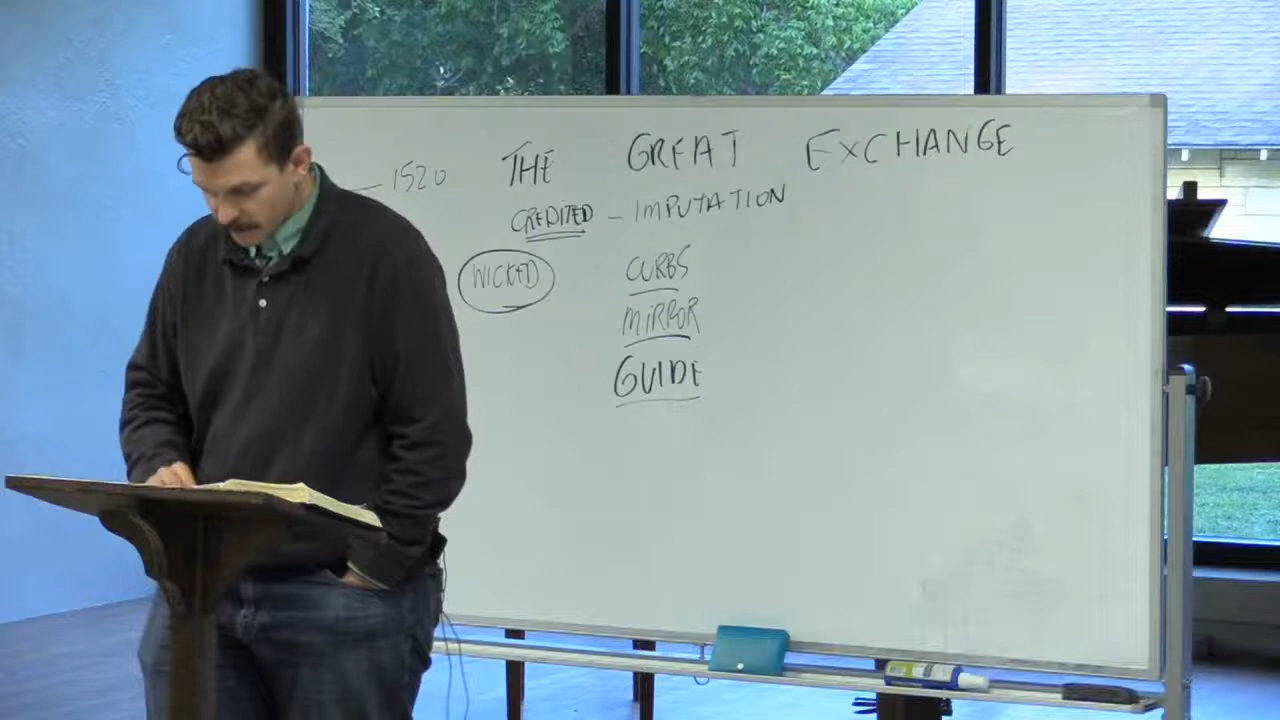 — 1520 THE GREAT EXCHANGE
CREDITED – IMPUTATION
WICKED CURBS
MIRROR
GUIDE